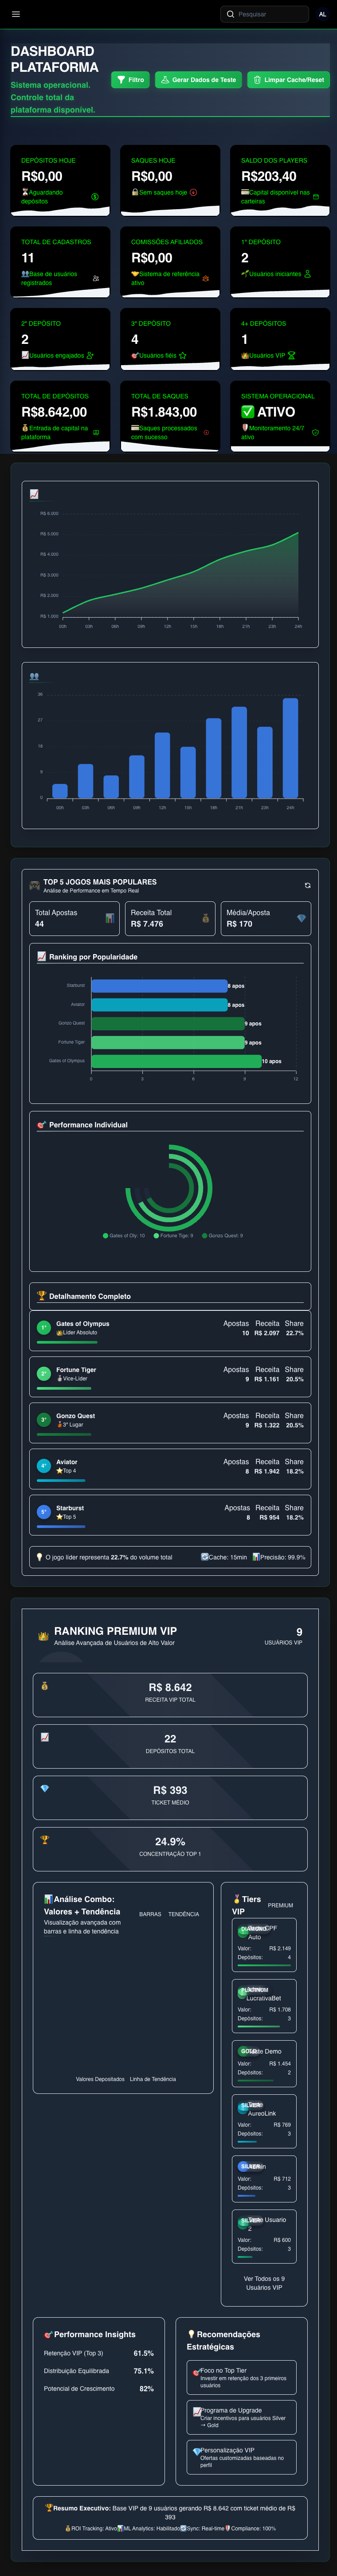 Pesquisar
AL
DASHBOARD
PLATAFORMA
Sistema operacional.
Controle total da
plataforma disponível.
Filtro
Gerar Dados de Teste
Limpar Cache/Reset
DEPÓSITOS HOJE
R$0,00
⏳Aguardando
depósitos
SAQUES HOJE
R$0,00
🔒Sem saques hoje
SALDO DOS PLAYERS
R$203,40
💳Capital disponível nas
carteiras
TOTAL DE CADASTROS
11
👥Base de usuários
registrados
COMISSÕES AFILIADOS
R$0,00
🤝Sistema de referência
ativo
1º DEPÓSITO
2
🌱Usuários iniciantes
2º DEPÓSITO
2
📈Usuários engajados
3º DEPÓSITO
4
🎯Usuários fiéis
4+ DEPÓSITOS
1
👑Usuários VIP
TOTAL DE DEPÓSITOS
R$8.642,00
💰Entrada de capital na
plataforma
TOTAL DE SAQUES
R$1.843,00
💳Saques processados
com sucesso
SISTEMA OPERACIONAL
✅ ATIVO
🛡️Monitoramento 24/7
ativo
R$ 6.000
R$ 5.000
R$ 4.000
R$ 3.000
R$ 2.000
R$ 1.000
00h 03h 06h 09h 12h 15h 18h 21h 23h 24h
36
27
18
9
0
00h 03h 06h 09h 12h 15h 18h 21h 23h 24h
TOP 5 JOGOS MAIS POPULARES
Análise de Performance em Tempo Real
Total Apostas
44
Receita Total
R$ 7.476
Média/Aposta
R$ 170
📈 Ranking por Popularidade
Starburst 8 apos
Aviator 8 apos
Gonzo Quest 9 apos
Fortune Tiger 9 apos
Gates of Olympus 10 apos
0 3 6 9 12
🎯 Performance Individual
Gates of Oly: 10 Fortune Tige: 9 Gonzo Quest: 9
🏆 Detalhamento Completo
1º
Gates of Olympus
👑Líder Absoluto
Apostas Receita Share
10 R$ 2.097 22.7%
2º
Fortune Tiger
🥈Vice-Líder
Apostas Receita Share
9 R$ 1.161 20.5%
3º
Gonzo Quest
🥉3º Lugar
Apostas Receita Share
9 R$ 1.322 20.5%
4º
Aviator
⭐Top 4
Apostas Receita Share
8 R$ 1.942 18.2%
5º
Starburst
⭐Top 5
Apostas Receita Share
8 R$ 954 18.2%
💡 O jogo líder representa 22.7% do volume total
🔄Cache: 15min 📊Precisão: 99.9%
👑 RANKING PREMIUM VIP
Análise Avançada de Usuários de Alto Valor
9
USUÁRIOS VIP
R$ 8.642
RECEITA VIP TOTAL
22
DEPÓSITOS TOTAL
R$ 393
TICKET MÉDIO
24.9%
CONCENTRAÇÃO TOP 1
📊Análise Combo:
Valores + Tendência
Visualização avançada com
barras e linha de tendência
BARRAS TENDÊNCIA
Valores Depositados Linha de Tendência
🏅Tiers
VIP
PREMIUM
CPF
Auto
Valor: R$ 2.149
Depósitos: 4
PLATINUM
LucrativaBet
Valor: R$ 1.708
Depósitos: 3
GOLD
Demo
Valor: R$ 1.454
Depósitos: 2
SILVER
AureoLink
Valor: R$ 769
Depósitos: 3
SILVER
Valor: R$ 712
Depósitos: 3
Usuario
2
Valor: R$ 600
Depósitos: 3
Ver Todos os 9
Usuários VIP
🎯Performance Insights
Retenção VIP (Top 3) 61.5%
Distribuição Equilibrada 75.1%
Potencial de Crescimento 82%
💡Recomendações
Estratégicas
🎯Foco no Top Tier
Investir em retenção dos 3 primeiros
usuários
📈Programa de Upgrade
Criar incentivos para usuários Silver
→ Gold
💎Personalização VIP
Ofertas customizadas baseadas no
perfil
🏆Resumo Executivo: Base VIP de 9 usuários gerando R$ 8.642 com ticket médio de R$
393
💰ROI Tracking: Ativo📊ML Analytics: Habilitado🔄Sync: Real-time🛡️Compliance: 100%